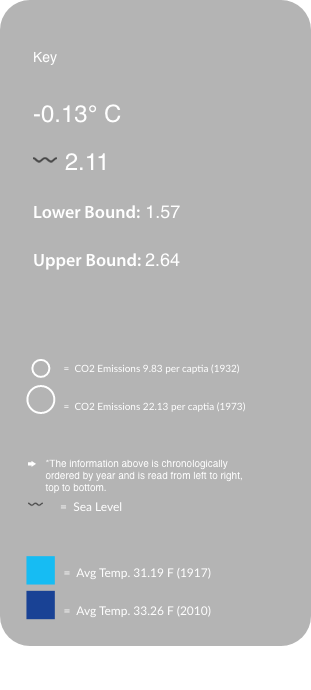 Key
-0.13° C
2.11
Lower Bound: 1.57
Upper Bound: 2.64
= CO2 Emissions 9.83 per captia (1932)
= CO2 Emissions 22.13 per captia (1973)
*The information above is chronologically
ordered by year and is read from left to right,
top to bottom.
= Sea Level
= Avg Temp. 31.19 F (1917)
= Avg Temp. 33.26 F (2010)